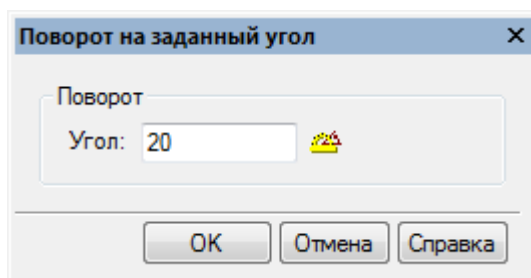 Поворот на заданный угол
Поворот
Угол: 20
OK Отмена Справка